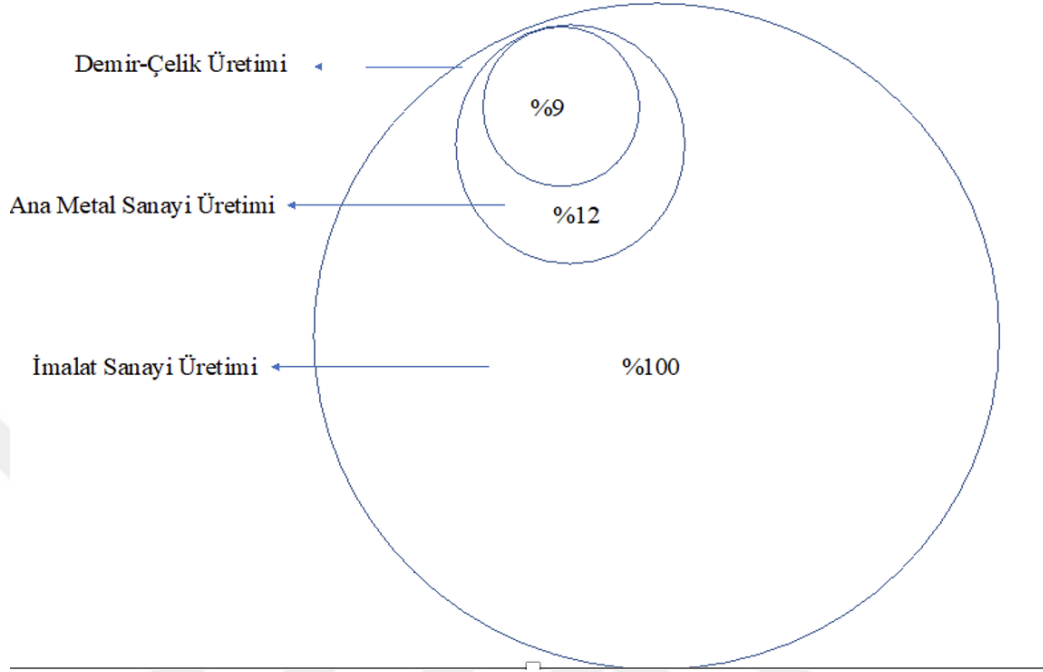 Demir-Çelik Üretimi
%9
Ana Metal Sanayi Üretimi
%12
İmalat Sanayi Üretimi
%100